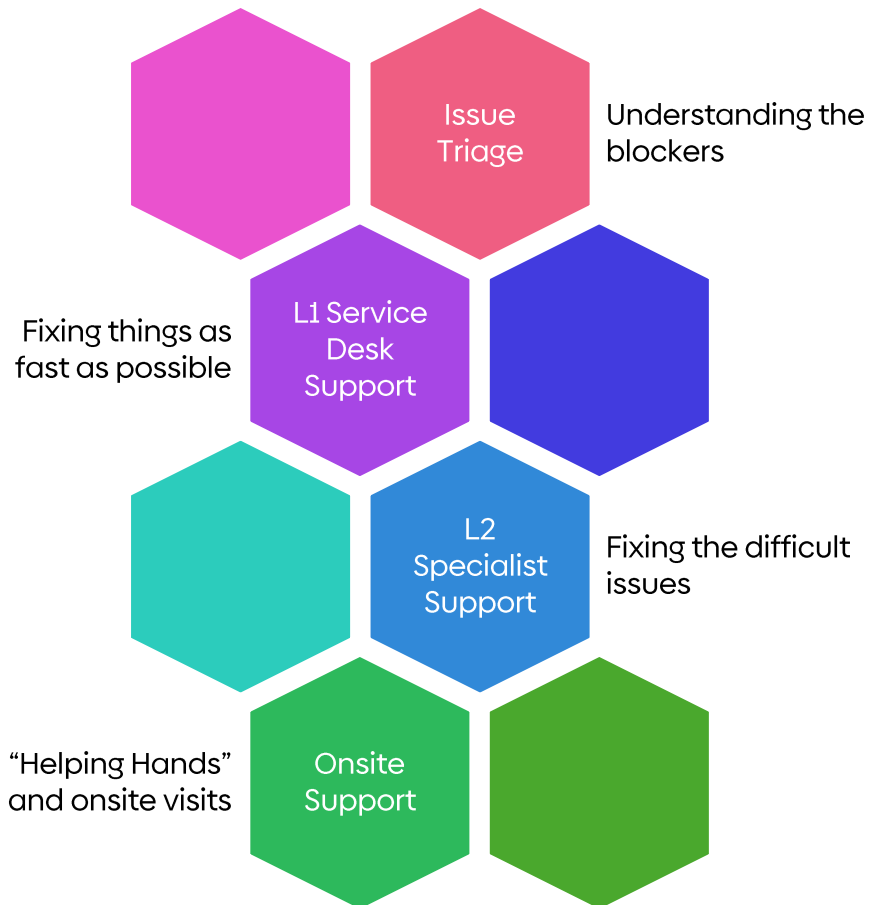 Issue
Triage
Understanding the
blockers
Fixing things as
fast as possible
L1 Service
Desk
Support
L2
Specialist
Support
Fixing the difficult
issues
“Helping Hands”
and onsite visits
Onsite
Support